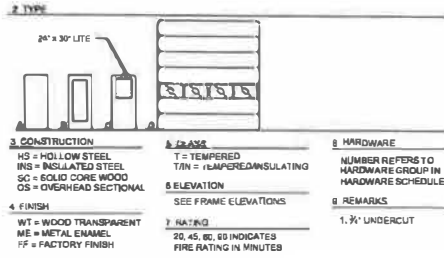 2 TYPE
24" x 30" LITE
3 CONSTRUCTION
HS = HOLLOW STEEL
INS = INSULATED STEEL
SC = SOLID CORE WOOD
OS = OVERHEAD SECTIONAL
4 FINISH
WT = WOOD TRANSPARENT
ME = METAL ENAMEL
FF = FACTORY FINISH
5 GLASS
T = TEMPERED
T/IN = TEMPERED/INSULATING
6 ELEVATION
SEE FRAME ELEVATIONS
7 RATING
20, 45, 60, 90 INDICATES
FIRE RATING IN MINUTES
8 HARDWARE
NUMBER REFERS TO
HARDWARE GROUP IN
HARDWARE SCHEDULE
9 REMARKS
1. ¾" UNDERCUT